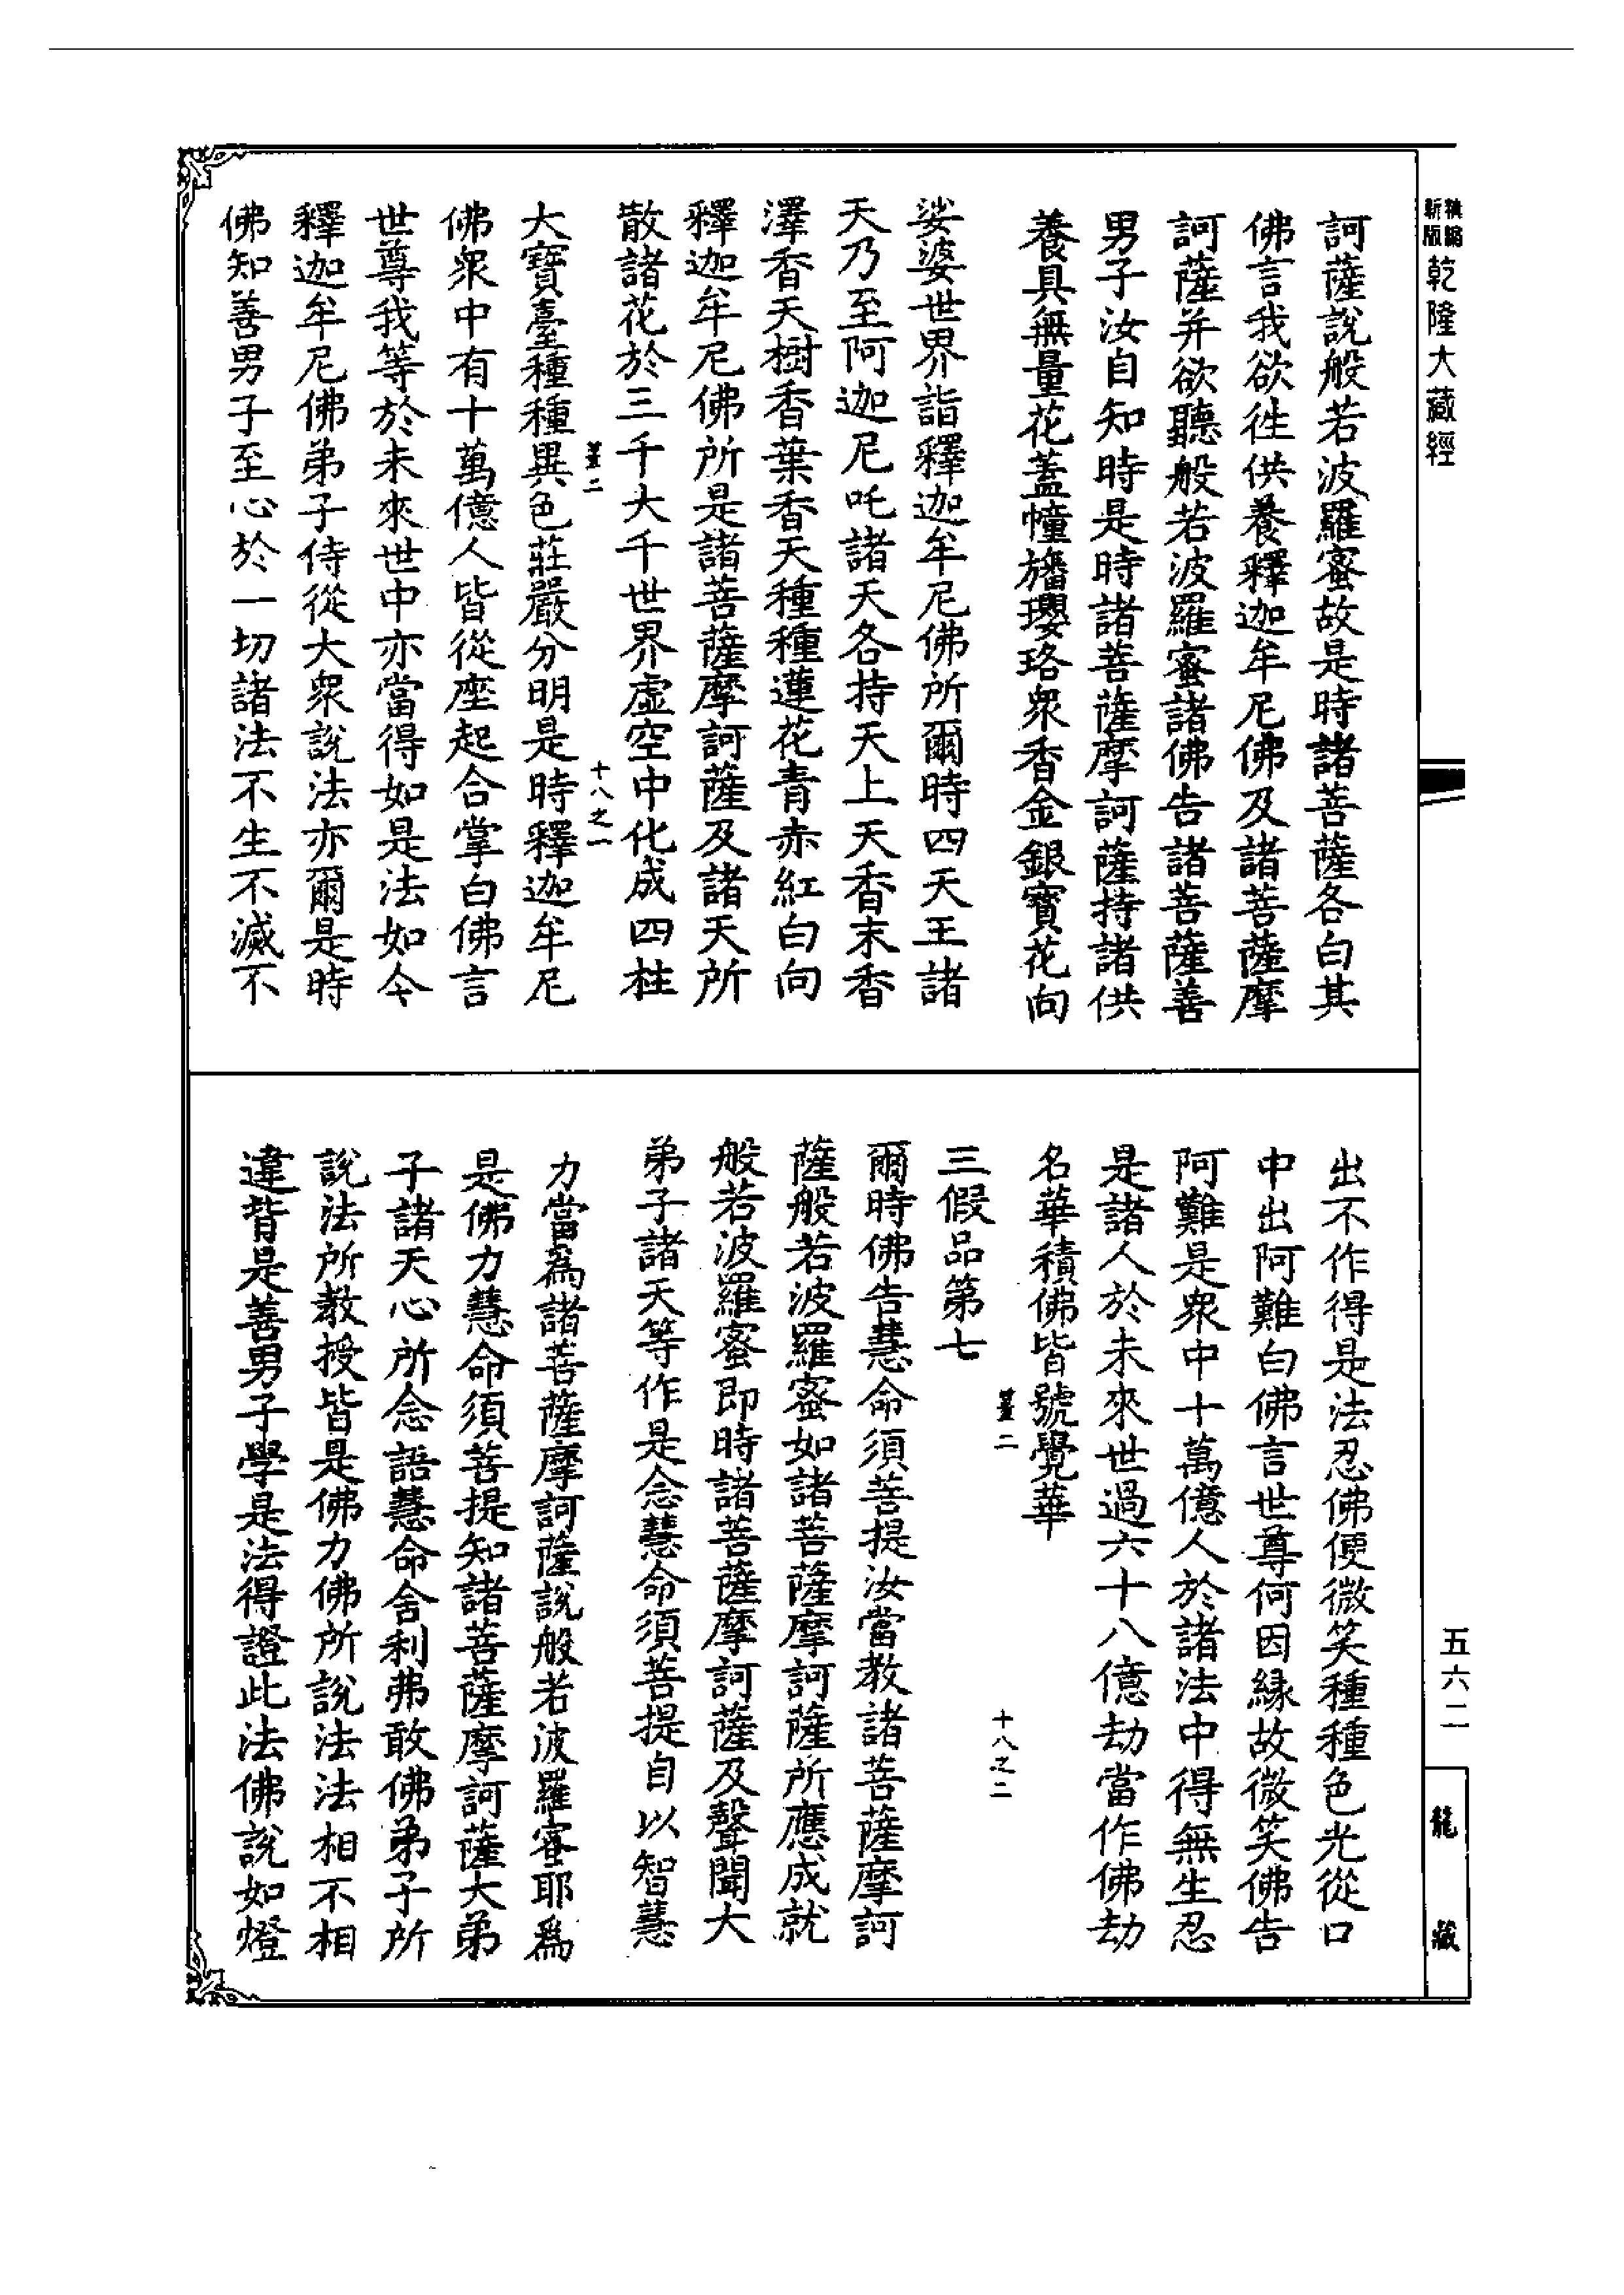 新版
縮
乾隆大藏經
訶薩說般若波羅蜜故是時諸菩薩各白其
佛言我欲往供養釋迦牟尼佛及諸菩薩摩
訶薩并欲聽般若波羅蜜諸佛告諸菩薩善
男子汝自知時是時諸菩薩摩訶薩持諸供
養具無量花蓋幢旛瓔珞眾香金銀寶花向
娑婆世界詣釋迦牟尼佛所爾時四天王諸
天乃至阿迦尼吒諸天各持天上天香末香
澤香天樹香葉香天種種蓮花青赤紅白向
釋迦牟尼佛所是諸菩薩摩訶薩及諸天所
散諸花於三千大千世界虛空中化成四柱
二
十八之一
大寶臺種種異色莊嚴分明是時釋迦牟尼
佛眾中有十萬億人皆從座起合掌白佛言
世尊我等於未來世中亦當得如是法如今
釋迦牟尼佛弟子侍從大眾說法亦爾是時
佛知善男子至心於一切諸法不生不滅不
出不作得是法忍佛便微笑種種色光從口
中出阿難白佛言世尊何因緣故微笑佛告
阿難是眾中十萬億人於諸法中得無生忍
是諸人於未來世過六十八億劫當作佛劫
名華積佛皆號覺華
二
十八之二
三假品第七
爾時佛告慧命須菩提汝當教諸菩薩摩訶
薩般若波羅蜜如諸菩薩摩訶薩所應成就
般若波羅蜜即時諸菩薩摩訶薩及聲聞大
弟子諸天等作是念慧命須菩提自以智慧
力當為諸菩薩摩訶薩說般若波羅蜜耶為
是佛力慧命須菩提知諸菩薩摩訶薩大弟
子諸天心所念語慧命舍利弗敢佛弟子所
說法所教授皆是佛力佛所說法法相不相
違背是善男子學是法得證此法佛說如燈
五六二
龍藏